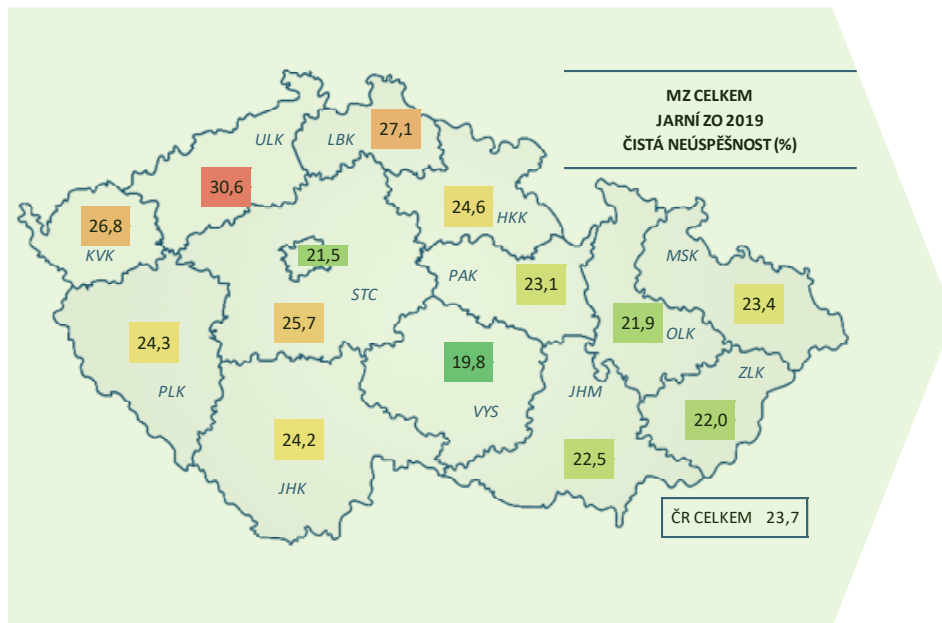 MZ CELKEM
JARNÍ ZO 2019
ČISTÁ NEÚSPĚŠNOST (%)
ULK
LBK
27,1
30,6
24,6
HKK
26,8
KVK
21,5
STC
PAK
23,1
MSK
23,4
25,7
21,9
OLK
24,3
PLK
19,8
VYS
JHM
ZLK
22,0
24,2
JHK
22,5
ČR CELKEM 23,7